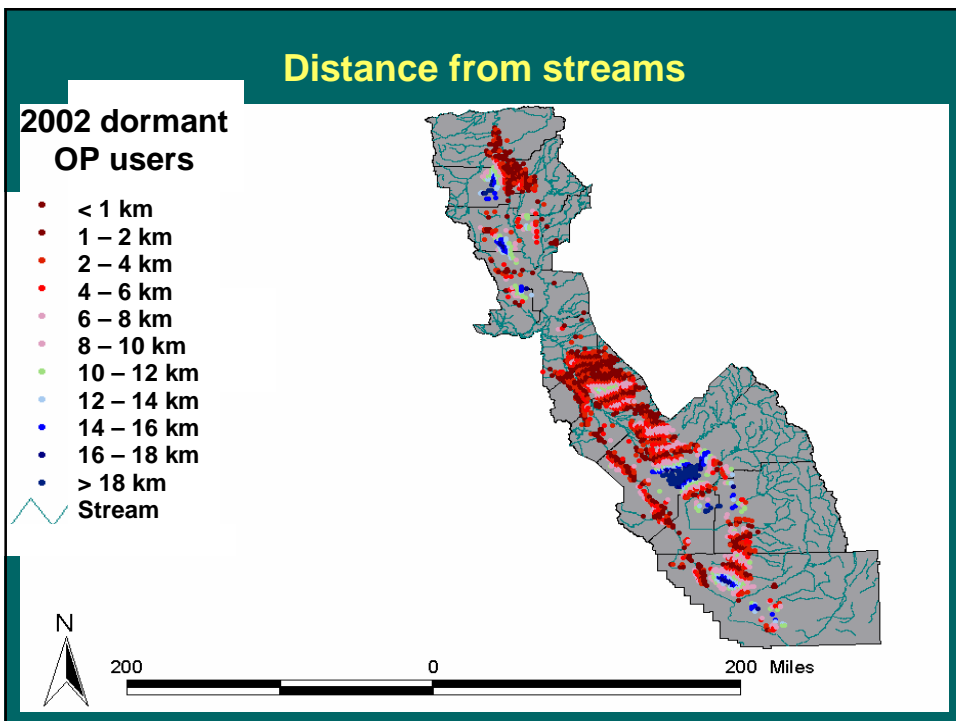 Distance from streams
2002 dormant
OP users
< 1 km
1 – 2 km
2 – 4 km
4 – 6 km
6 – 8 km
8 – 10 km
10 – 12 km
12 – 14 km
14 – 16 km
16 – 18 km
> 18 km
Stream
N
200 0 200 Miles